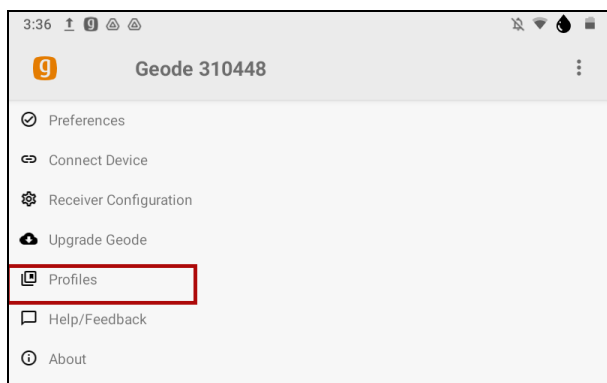 3:36
g
g Geode 310448
Preferences
Connect Device
Receiver Configuration
Upgrade Geode
Profiles
Help/Feedback
About